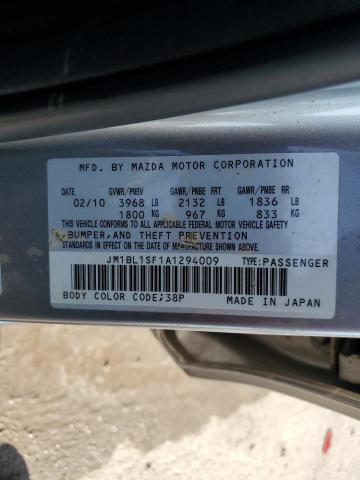 MFD. BY MAZDA MOTOR CORPORATION
DATE GVWR/PMBV GAWR/PNBE FRT GAWR/PNBE RR
02/10 3968 LB 2132 LB 1836 LB
1800 KG 967 KG 833 KG
THIS VEHICLE CONFORMS TO ALL APPLICABLE FEDERAL MOTOR VEHICLE SAFETY
BUMPER, AND THEFT PREVENTION
STANDARDS IN EFFECT ON THE DATE OF MANUFACTURE SHOWN ABOVE.
JM1BL1SF1A1294009 TYPE:PASSENGER
BODY COLOR CODE;38P MADE IN JAPAN